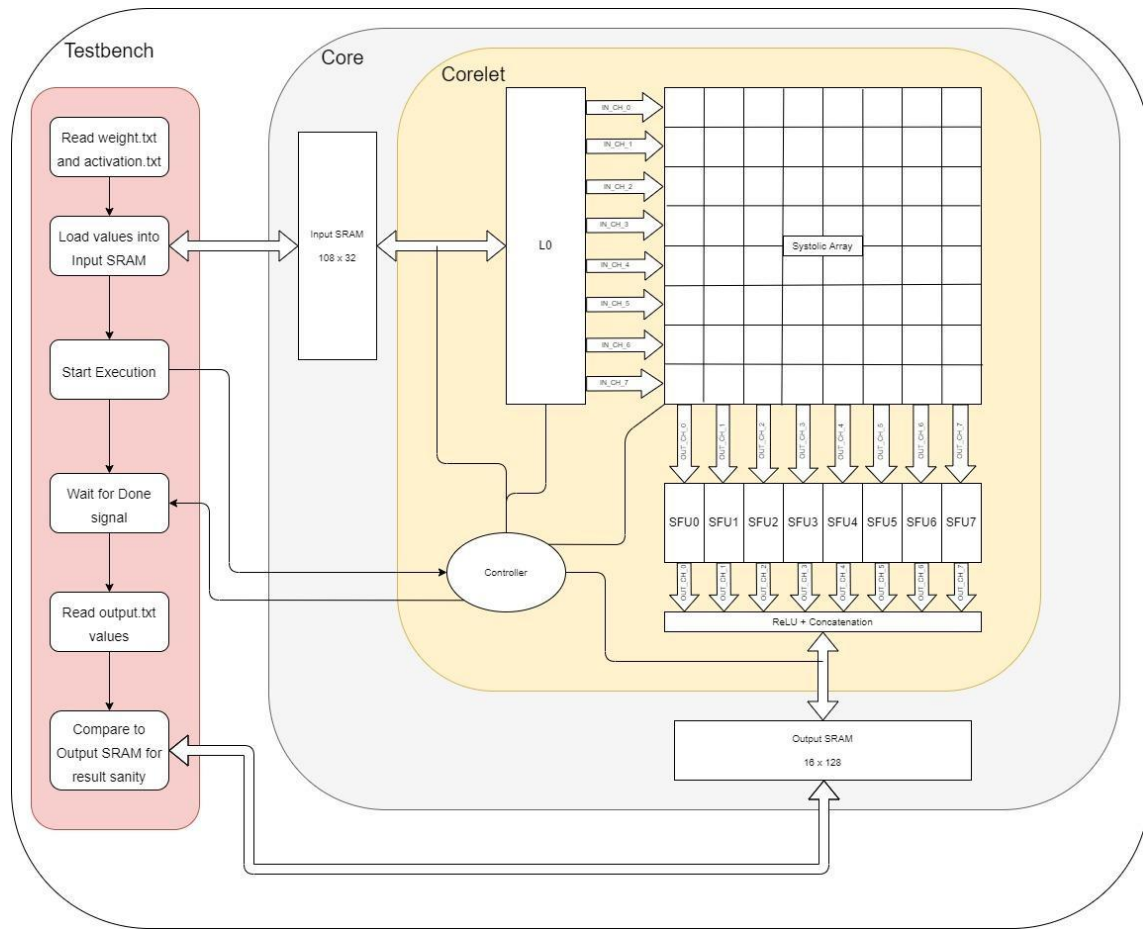 Testbench
Core
Corelet
Read weight.txt
and activation.txt
Load values into
Input SRAM
Start Execution
Wait for Done
signal
Read output.txt
values
Compare to
Output SRAM for
result sanity
Input SRAM
108 x 32
L0
IN_CH_0
IN_CH_1
IN_CH_2
IN_CH_3
IN_CH_4
IN_CH_5
IN_CH_6
IN_CH_7
Systolic Array
OUT_CH_0
OUT_CH_1
OUT_CH_2
OUT_CH_3
OUT_CH_4
OUT_CH_5
OUT_CH_6
OUT_CH_7
SFU0
SFU1
SFU2
SFU3
SFU4
SFU5
SFU6
SFU7
OUT_CH_0
OUT_CH_1
OUT_CH_2
OUT_CH_3
OUT_CH_4
OUT_CH_5
OUT_CH_6
OUT_CH_7
ReLU + Concatenation
Controller
Output SRAM
16 x 128